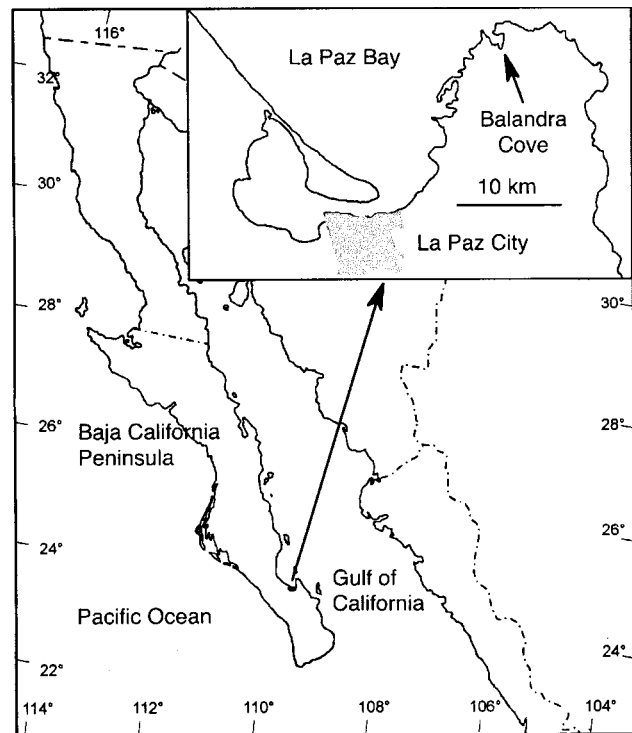 116°
32°
30°
28°
26°
24°
22°
La Paz Bay
Balandra
Cove
10 km
La Paz City
30°
28°
26°
24°
Baja California
Peninsula
Gulf of
California
Pacific Ocean
114°
112°
110°
108°
106°
104°